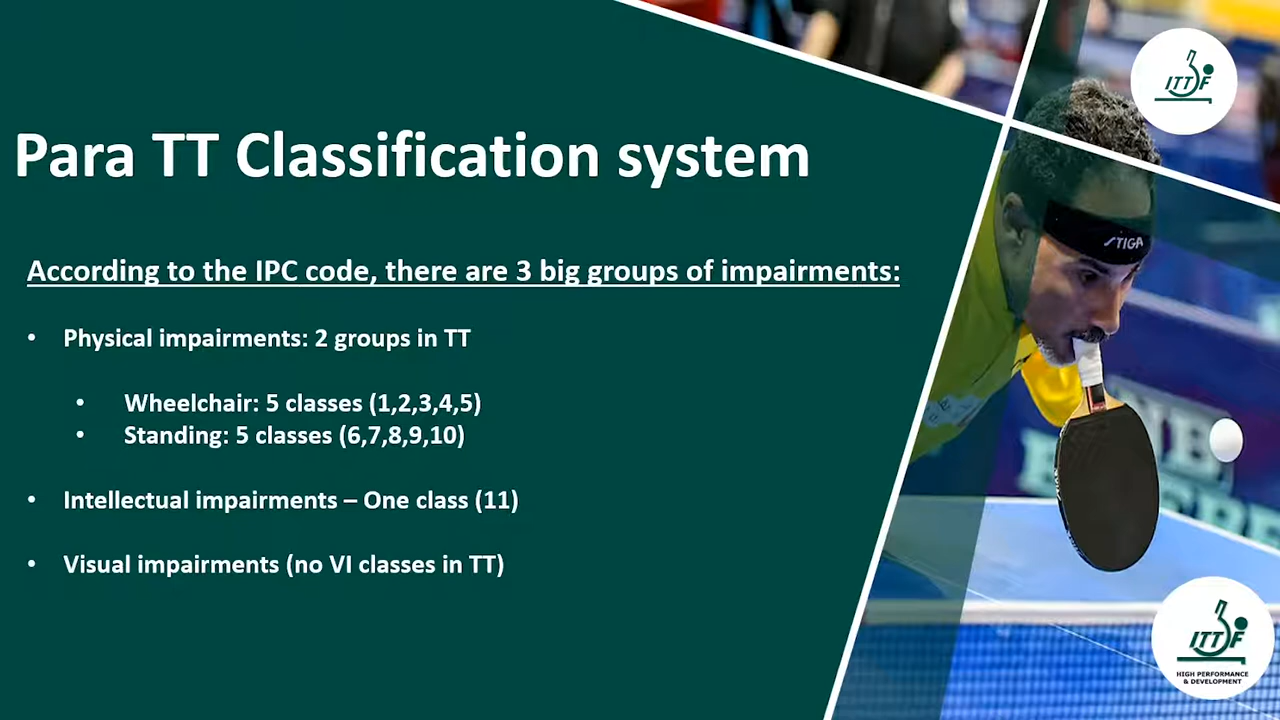 ITTF
Para TT Classification system
STIGA
According to the IPC code, there are 3 big groups of impairments:
• Physical impairments: 2 groups in TT
• Wheelchair: 5 classes (1,2,3,4,5)
• Standing: 5 classes (6,7,8,9,10)
• Intellectual impairments – One class (11)
• Visual impairments (no VI classes in TT)
ITTF
HIGH PERFORMANCE
& DEVELOPMENT